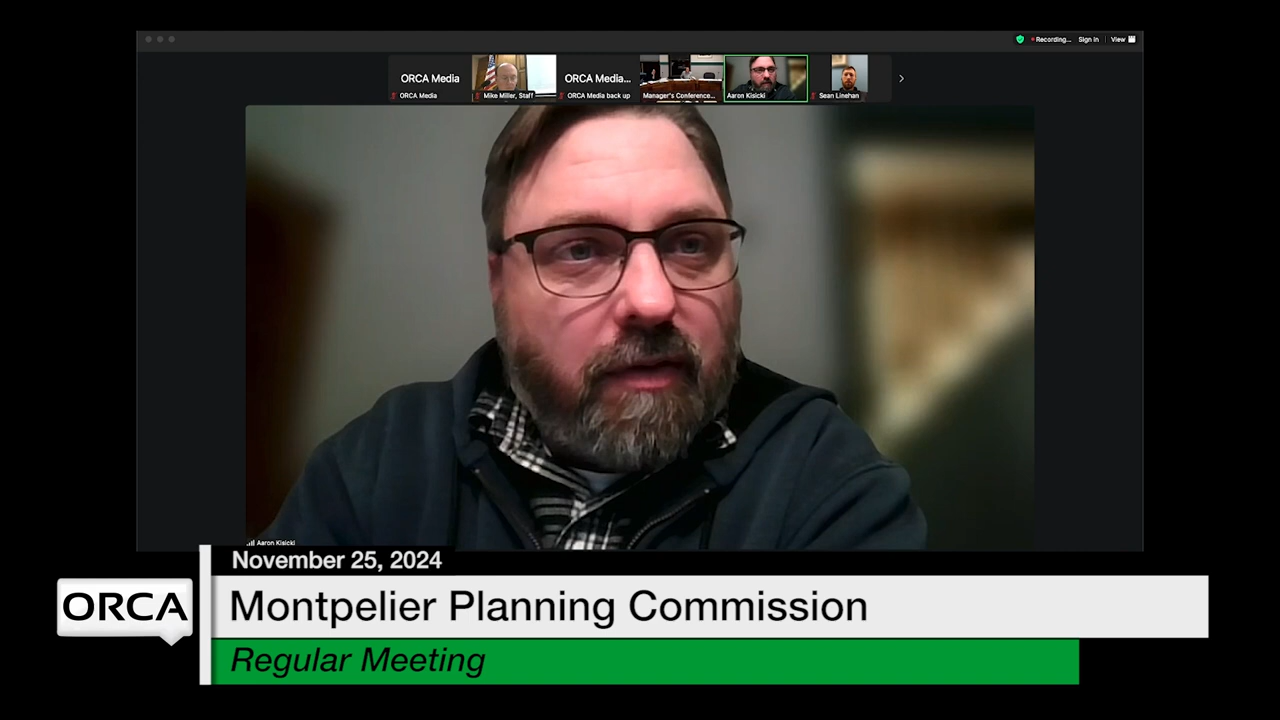 Recording... Sign In View
ORCA Media ORCA Media...
ORCA Media Mike Miller, Staff ORCA Media back up Manager's Conference... Aaron Kisicki Sean Linehan
Aaron Kisicki
November 25, 2024
ORCA
Montpelier Planning Commission
Regular Meeting